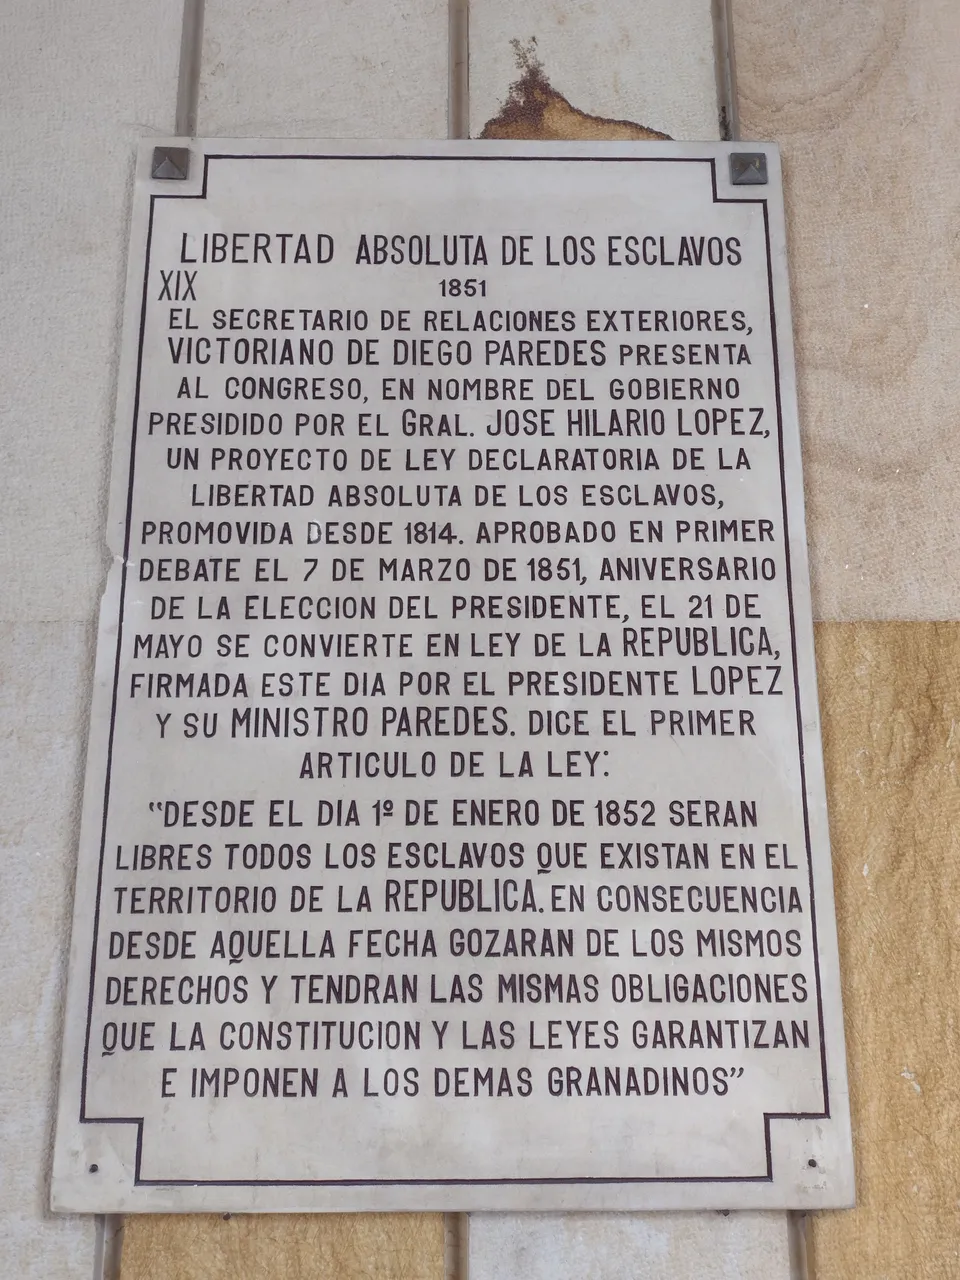 LIBERTAD ABSOLUTA DE LOS ESCLAVOS
XIX 1851
EL SECRETARIO DE RELACIONES EXTERIORES,
VICTORIANO DE DIEGO PAREDES PRESENTA
AL CONGRESO, EN NOMBRE DEL GOBIERNO
PRESIDIDO POR EL GRAL. JOSE HILARIO LOPEZ,
UN PROYECTO DE LEY DECLARATORIA DE LA
LIBERTAD ABSOLUTA DE LOS ESCLAVOS,
PROMOVIDA DESDE 1814. APROBADO EN PRIMER
DEBATE EL 7 DE MARZO DE 1851, ANIVERSARIO
DE LA ELECCION DEL PRESIDENTE, EL 21 DE
MAYO SE CONVIERTE EN LEY DE LA REPUBLICA,
FIRMADA ESTE DIA POR EL PRESIDENTE LOPEZ
Y SU MINISTRO PAREDES. DICE EL PRIMER
ARTICULO DE LA LEY:
"DESDE EL DIA 1º DE ENERO DE 1852 SERAN
LIBRES TODOS LOS ESCLAVOS QUE EXISTAN EN EL
TERRITORIO DE LA REPUBLICA. EN CONSECUENCIA
DESDE AQUELLA FECHA GOZARAN DE LOS MISMOS
DERECHOS Y TENDRAN LAS MISMAS OBLIGACIONES
QUE LA CONSTITUCION Y LAS LEYES GARANTIZAN
E IMPONEN A LOS DEMAS GRANADINOS"